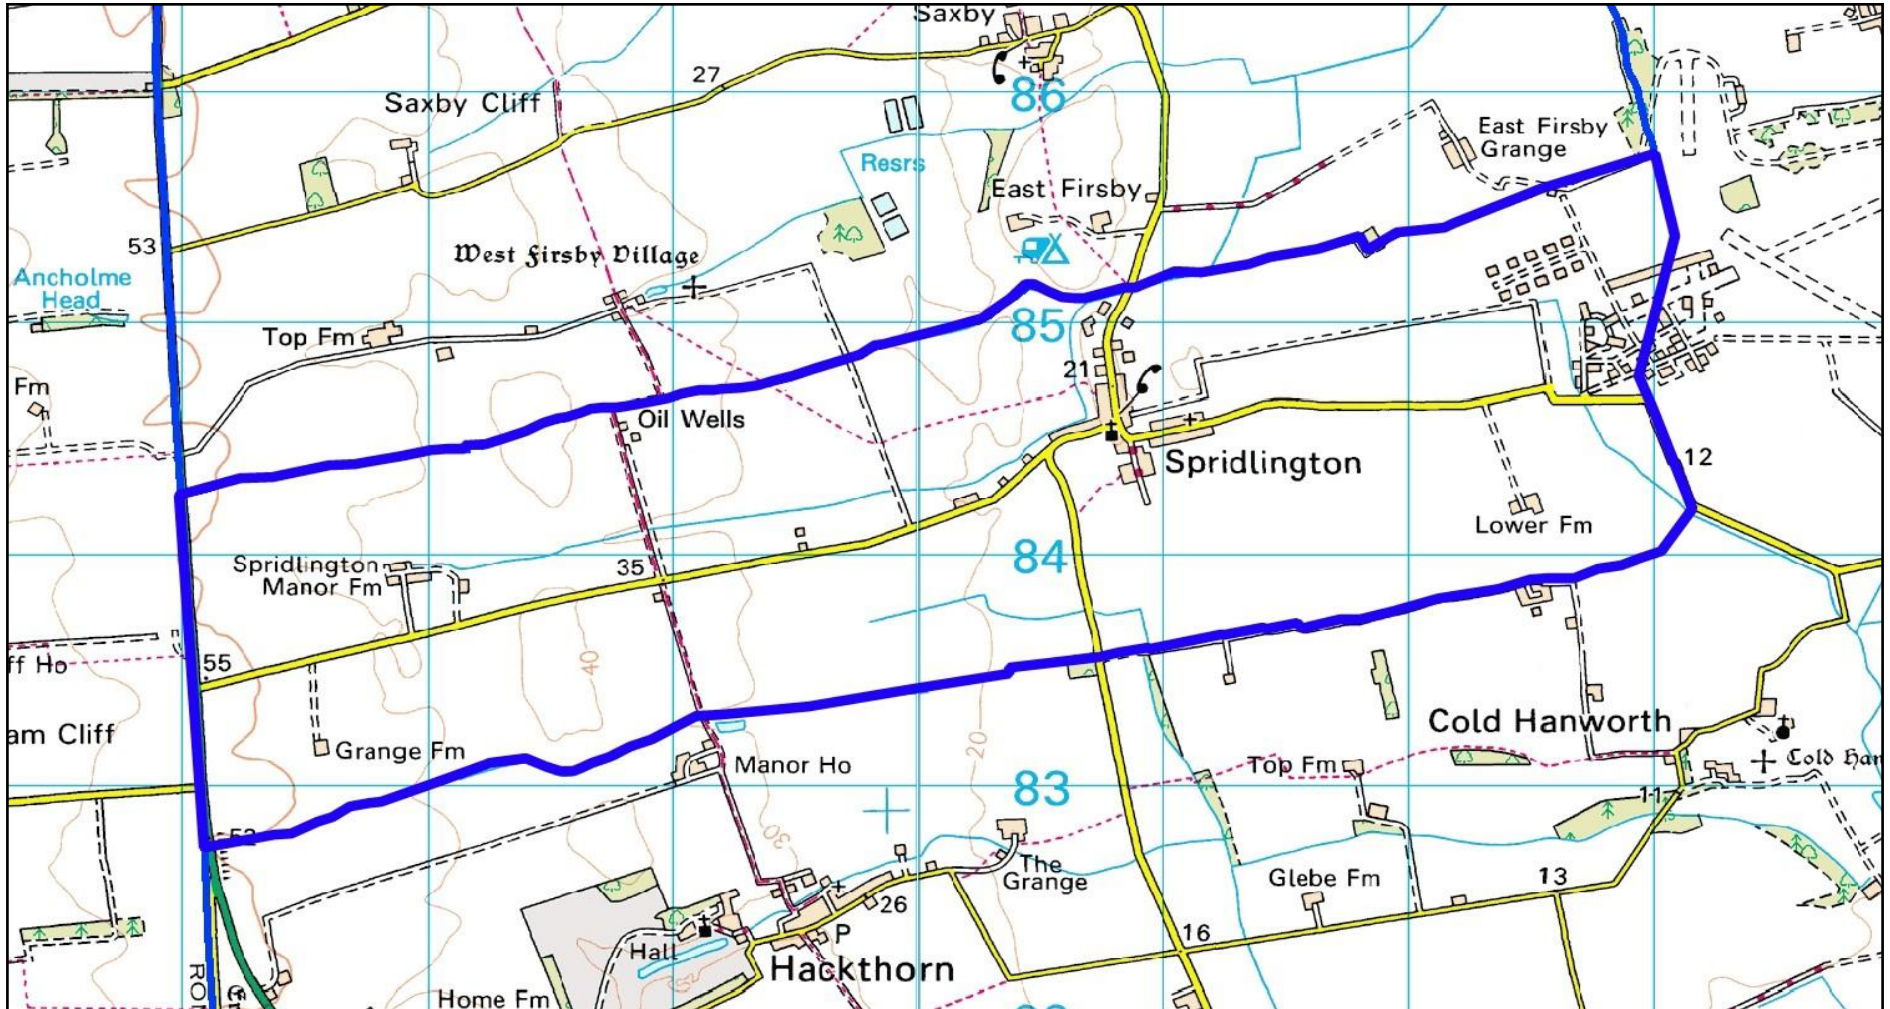 Saxby
27
86
Saxby Cliff
East Firsby
Grange
Resrs
East Firsby
53
West Firsby Village
Ancholme
Head
85
Top Fm
21
Fm
Oil Wells
Spridlington
12
Lower Fm
84
Spridlington
Manor Fm
35
55
ff Ho
40
Cold Hanworth
am Cliff
20
Grange Fm
Manor Ho
Top Fm
Cold Han
83
11
30
The
Grange
Glebe Fm
13
26
16
P
Hall
Hackthorn
Home Fm